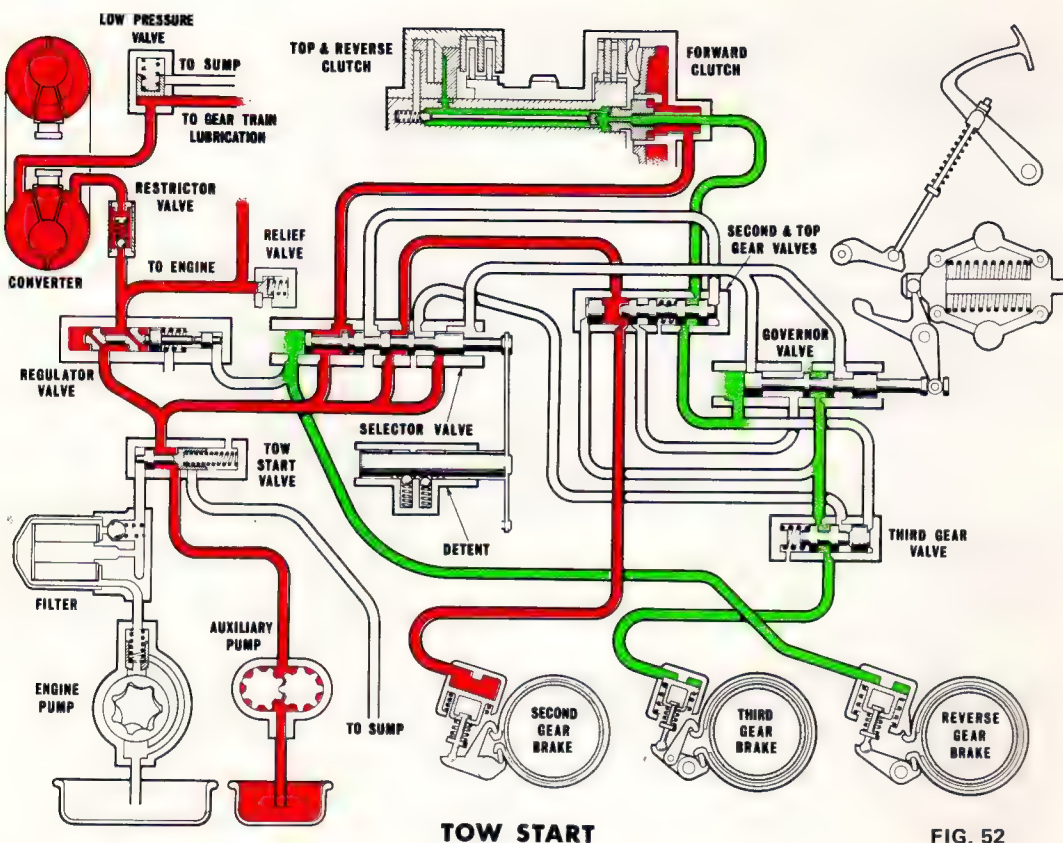 LOW PRESSURE
VALVE
TO SUMP
TO GEAR TRAIN
LUBRICATION
TOP & REVERSE
CLUTCH
FORWARD
CLUTCH
RESTRICTOR
VALVE
CONVERTER
TO ENGINE
RELIEF
VALVE
SECOND & TOP
GEAR VALVES
GOVERNOR
VALVE
REGULATOR
VALVE
SELECTOR VALVE
TOW
START
VALVE
DETENT
THIRD GEAR
VALVE
FILTER
AUXILIARY
PUMP
ENGINE
PUMP
TO SUMP
SECOND
GEAR
BRAKE
THIRD
GEAR
BRAKE
REVERSE
GEAR
BRAKE
TOW START
FIG. 52